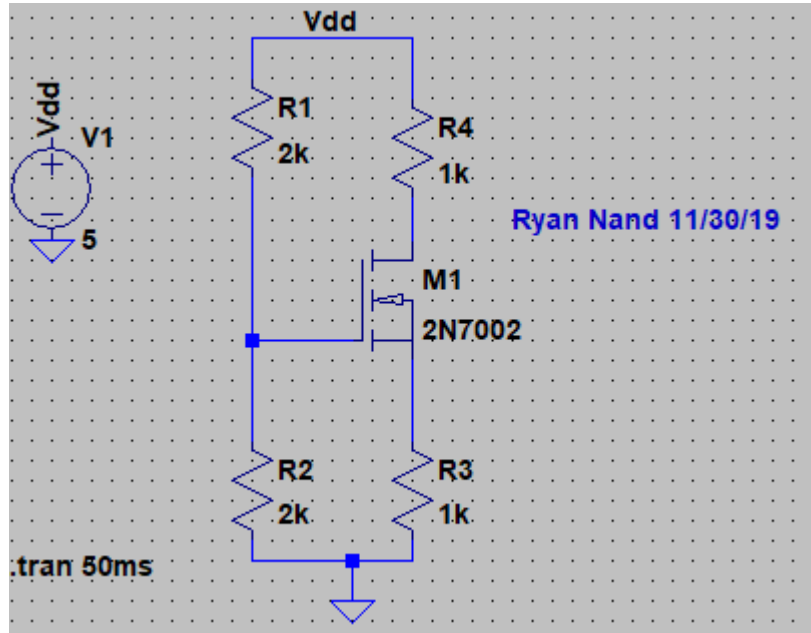 Vdd
Vdd
V1
5
R1
2k
R4
1k
Ryan Nand 11/30/19
M1
2N7002
R2
2k
R3
1k
.tran 50ms